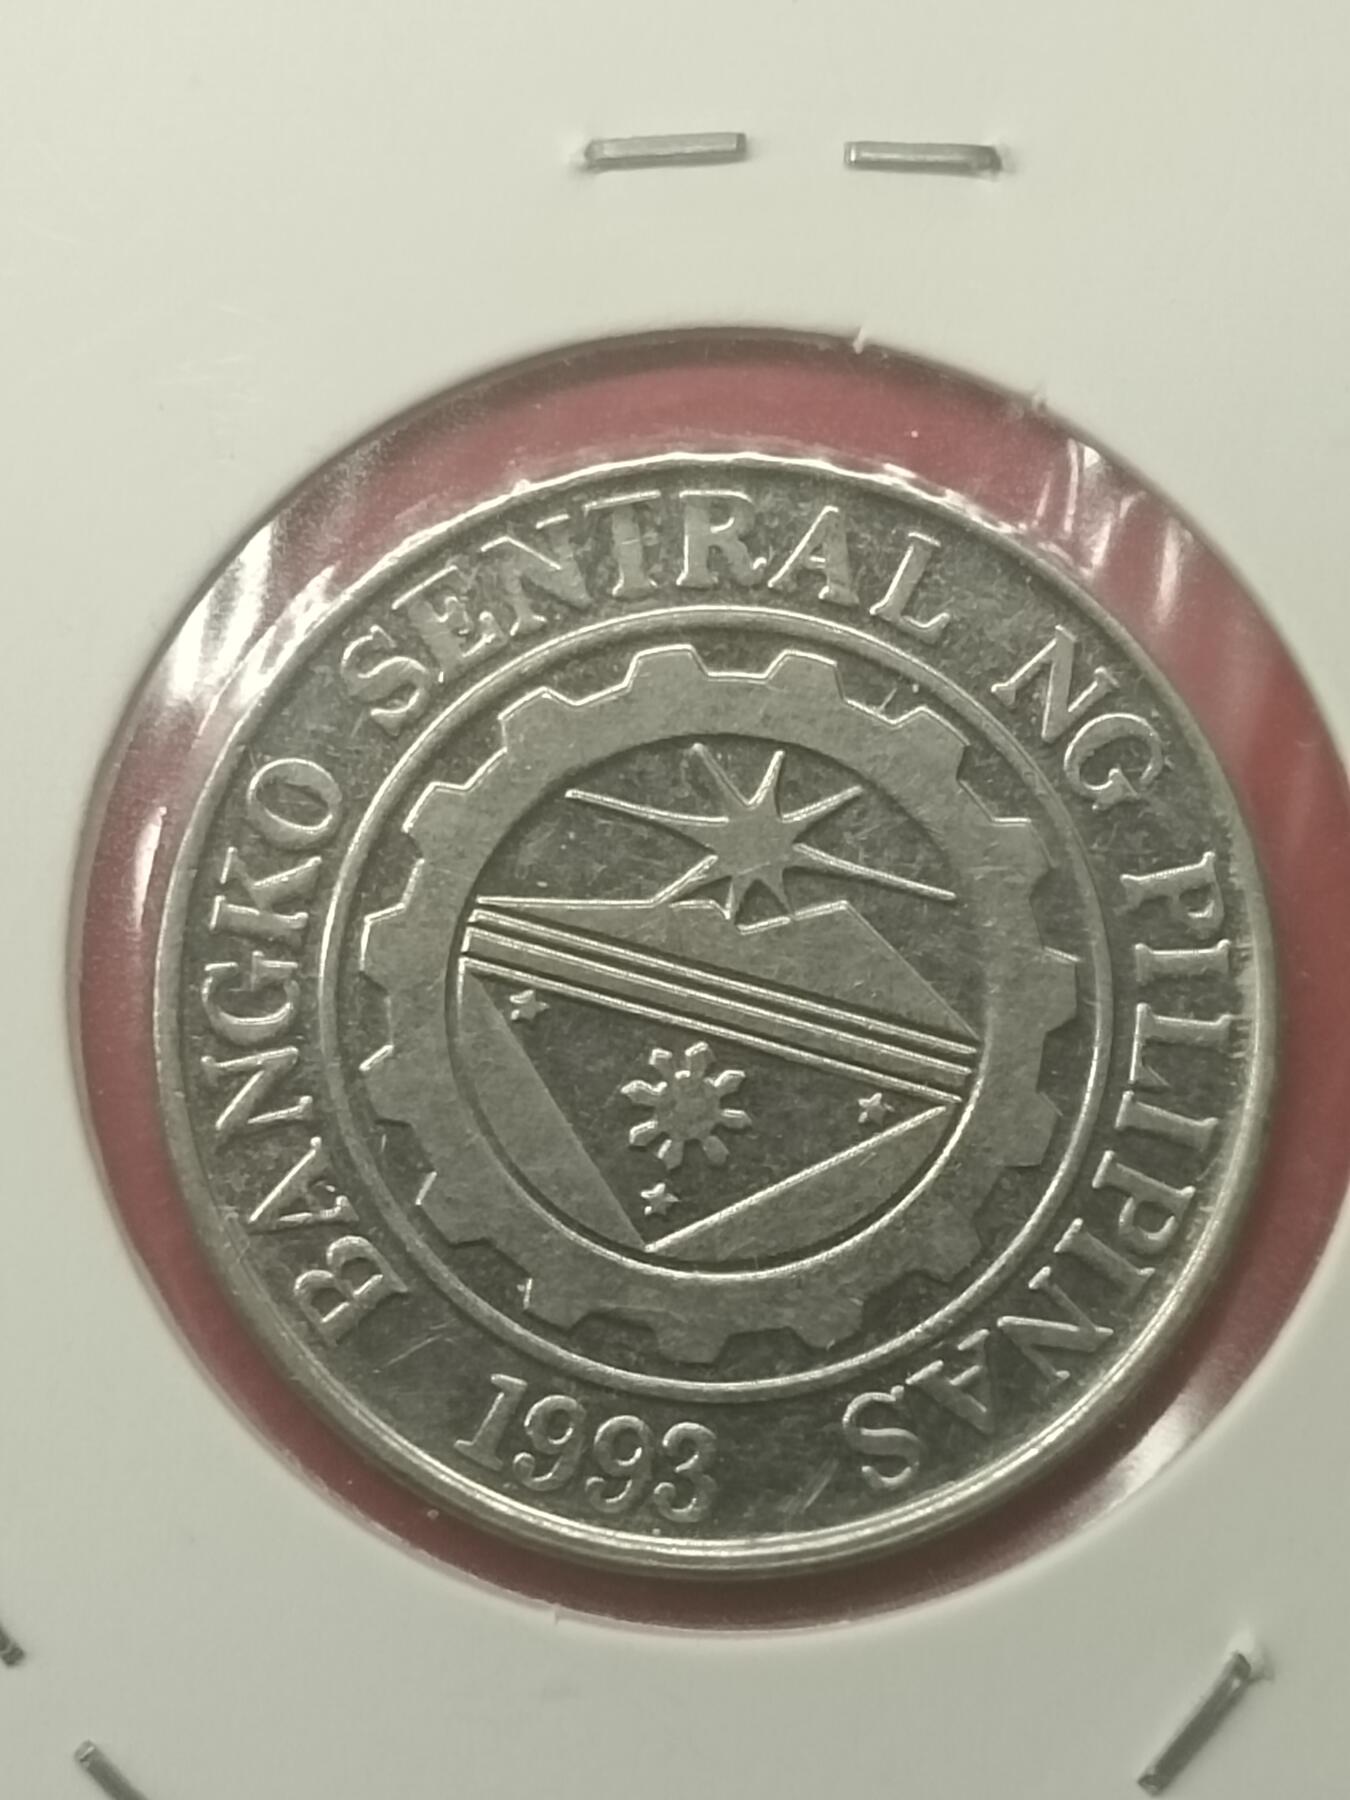 BANGKO SENTRAL NG PILIPINAS
1993